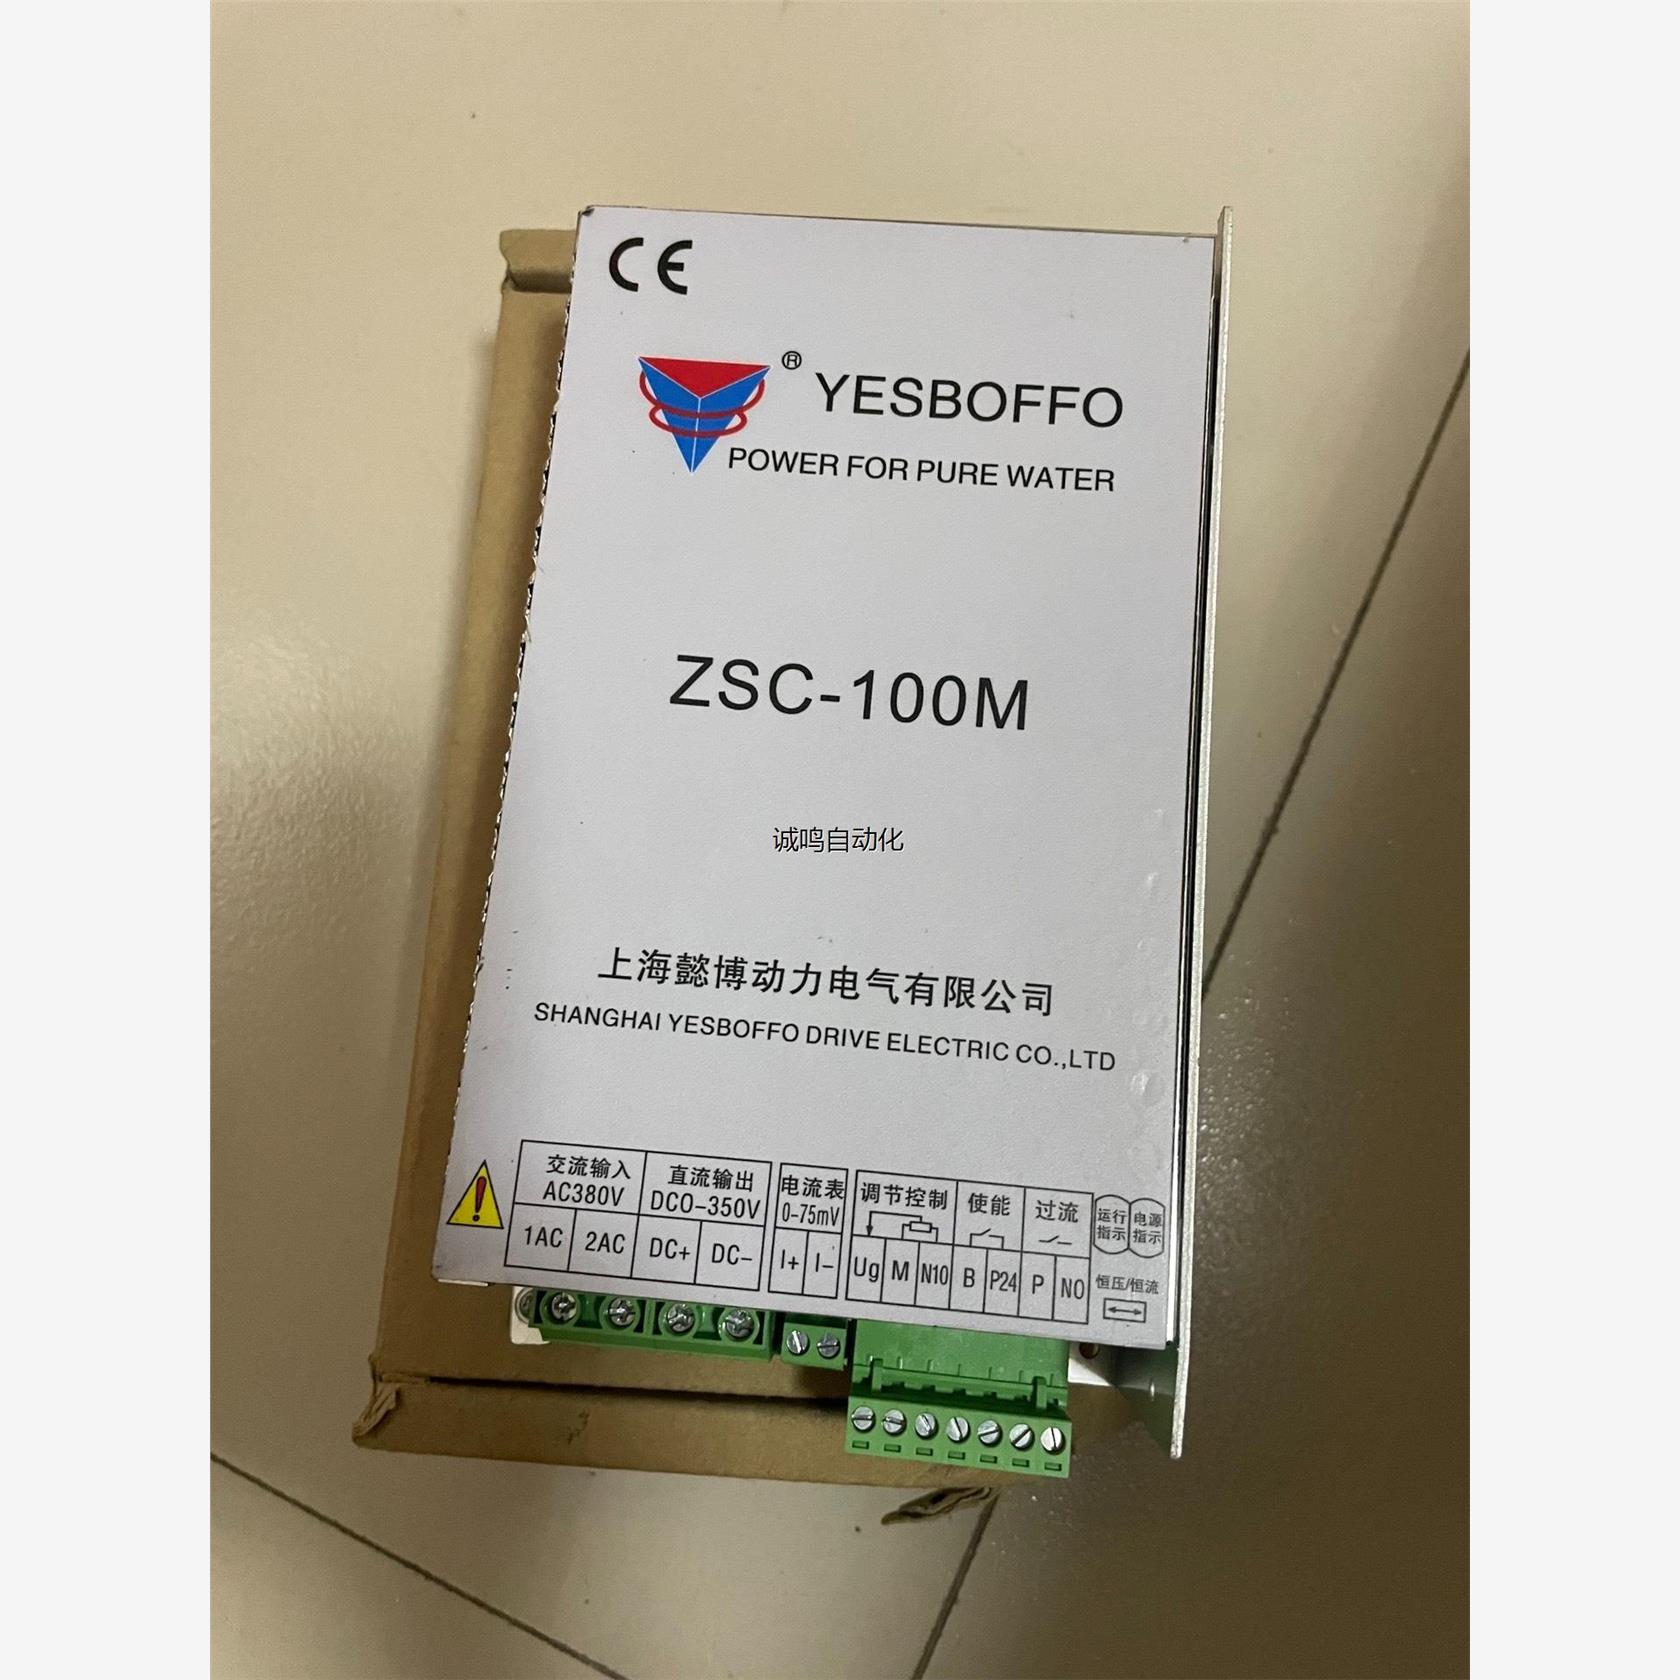 CE
®
YESBOFFO
POWER FOR PURE WATER
ZSC-100M
诚鸣自动化
上海懿博动力电气有限公司
SHANGHAI YESBOFFO DRIVE ELECTRIC CO.,LTD
交流输入 直流输出 电流表 调节控制 使能 过流 运行指示 电源指示
AC380V DC0-350V 0-75mV
1AC 2AC DC+ DC- I+ I- Ug M N10 B P24 P NO
恒压/恒流